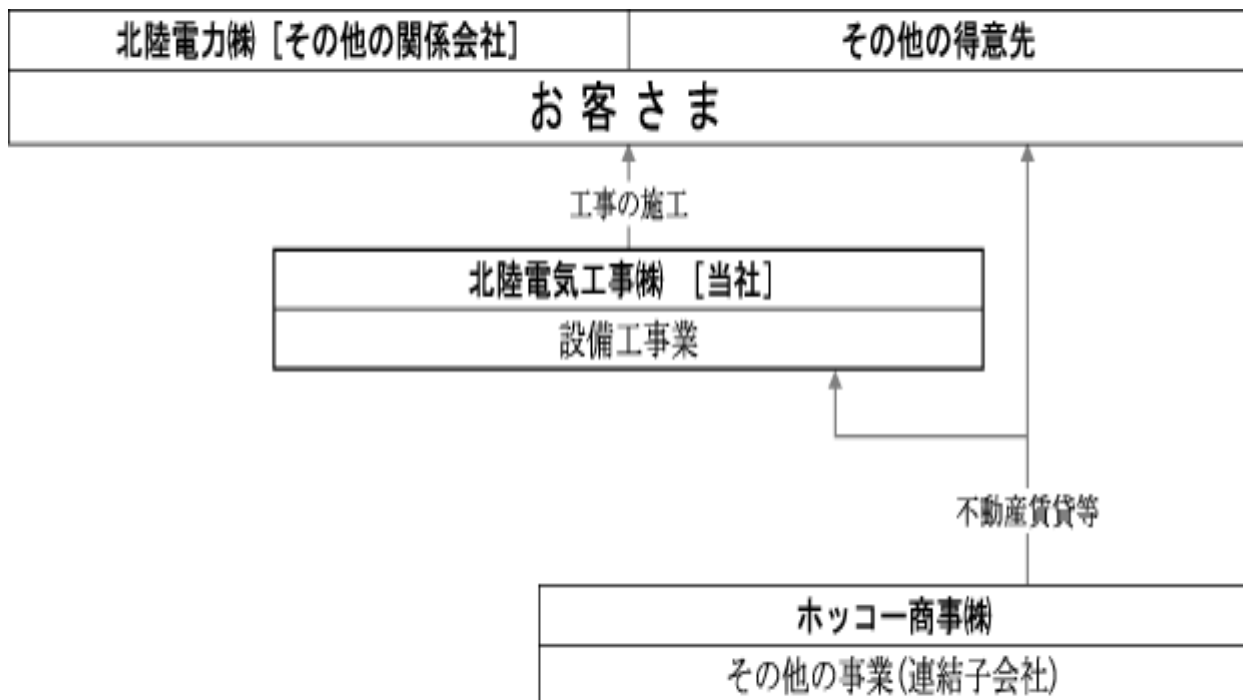 北陸電力㈱［その他の関係会社］
その他の得意先
お 客 さ ま
工事の施工
北陸電気工事㈱ ［当社］
設備工事業
不動産賃貸等
ホッコー商事㈱
その他の事業(連結子会社)